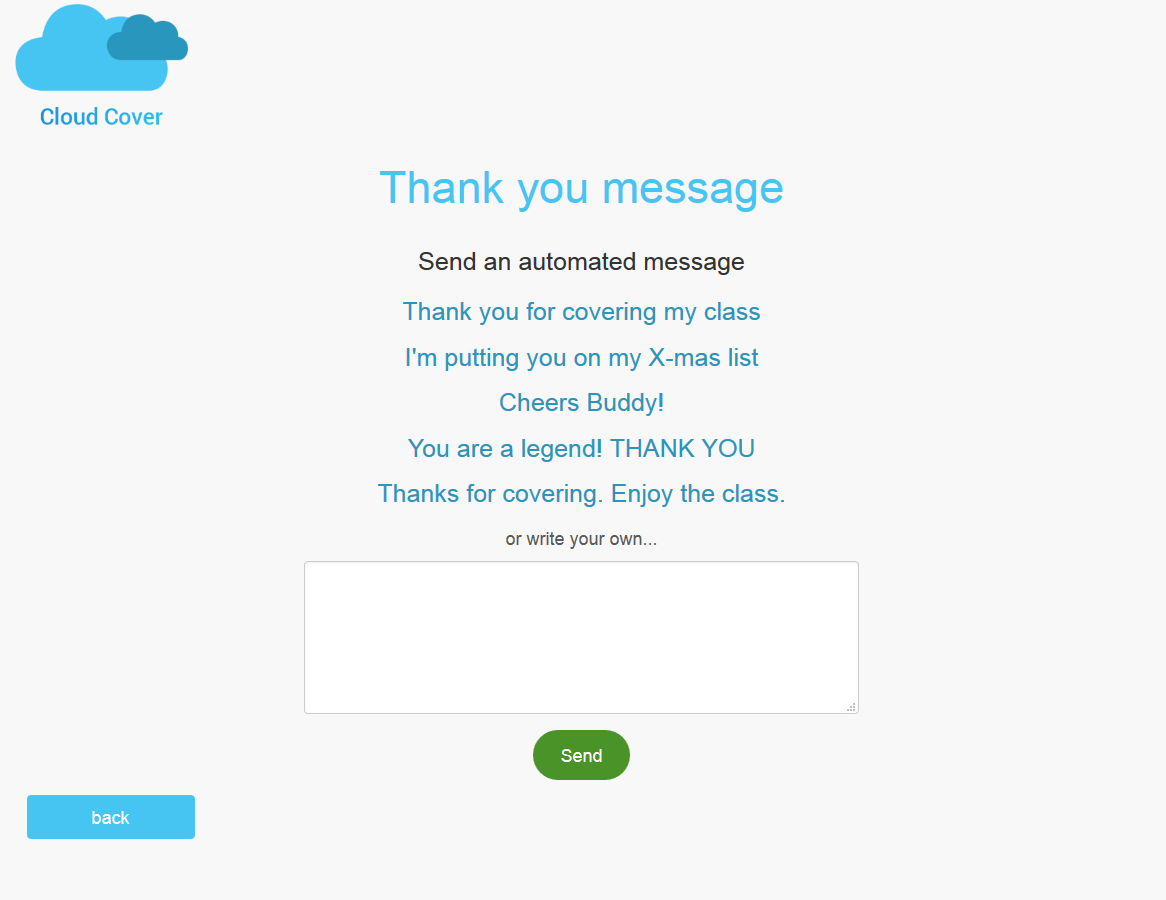 Cloud Cover
Thank you message
Send an automated message
Thank you for covering my class
I'm putting you on my X-mas list
Cheers Buddy!
You are a legend! THANK YOU
Thanks for covering. Enjoy the class.
or write your own...
Send
back